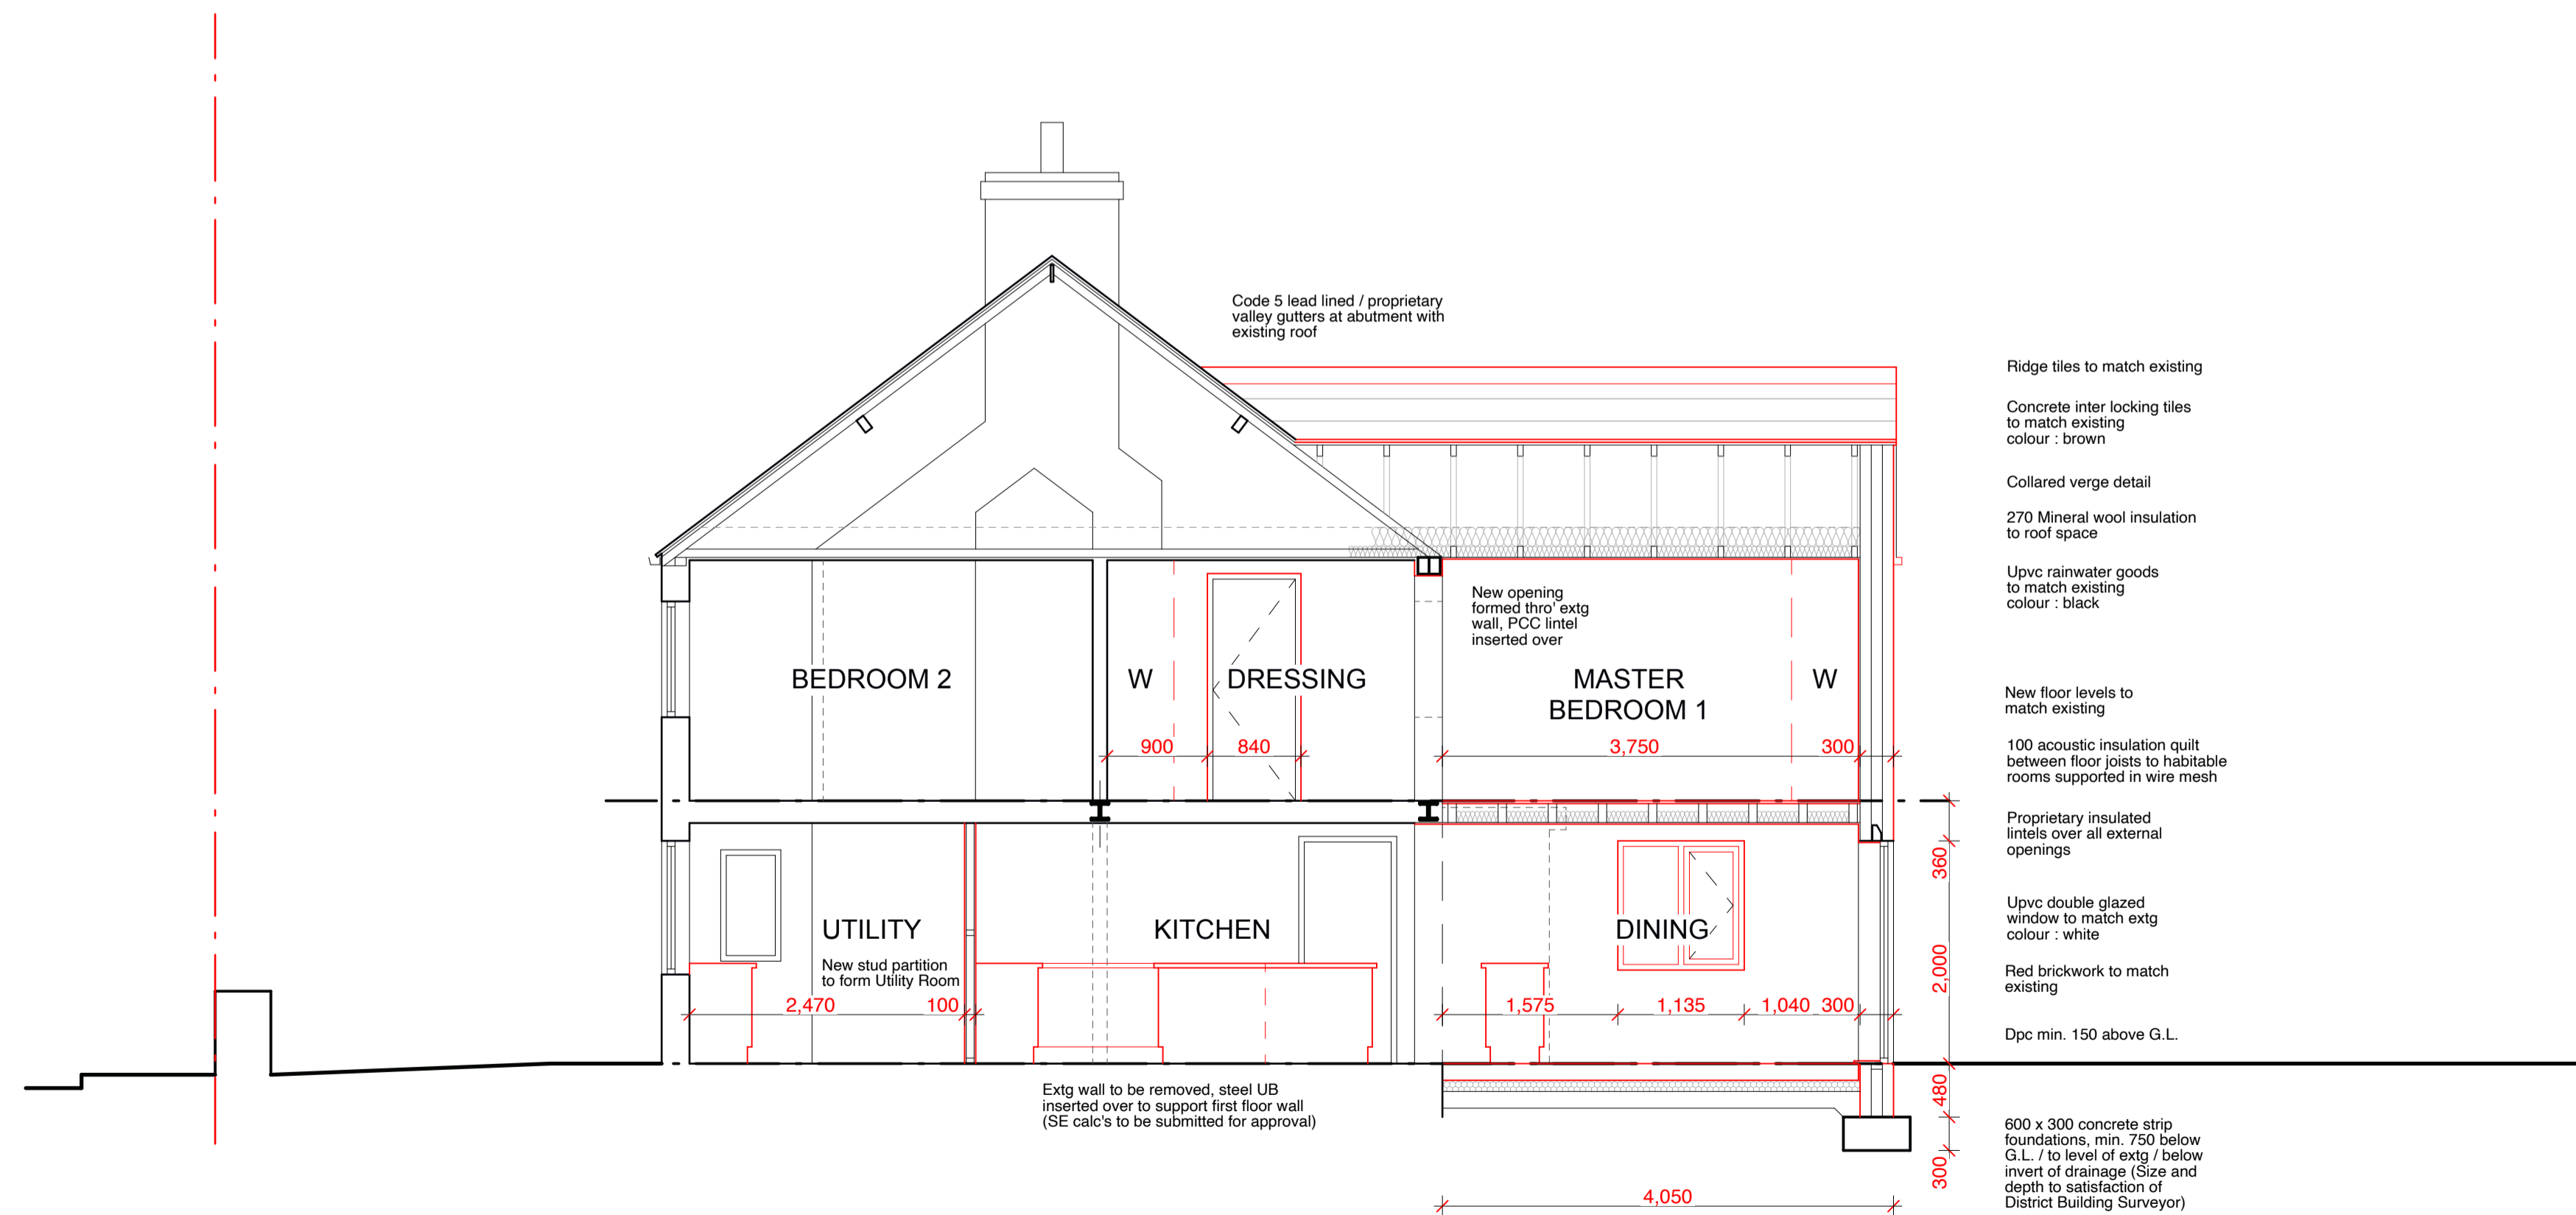 Code 5 lead lined / proprietary
valley gutters at abutment with
existing roof
Ridge tiles to match existing
Concrete inter locking tiles
to match existing
colour : brown
Collared verge detail
270 Mineral wool insulation
to roof space
Upvc rainwater goods
to match existing
colour : black
New opening
formed thro' extg
wall, PCC lintel
inserted over
BEDROOM 2
W
DRESSING
MASTER
BEDROOM 1
W
900
840
3,750
300
New floor levels to
match existing
100 acoustic insulation quilt
between floor joists to habitable
rooms supported in wire mesh
Proprietary insulated
lintels over all external
openings
360
Upvc double glazed
window to match extg
colour : white
UTILITY
New stud partition
to form Utility Room
KITCHEN
DINING
2,470
100
1,575
1,135
1,040
300
2,000
Red brickwork to match
existing
Dpc min. 150 above G.L.
480
Extg wall to be removed, steel UB
inserted over to support first floor wall
(SE calc's to be submitted for approval)
300
4,050
600 x 300 concrete strip
foundations, min. 750 below
G.L. / to level of extg / below
invert of drainage (Size and
depth to satisfaction of
District Building Surveyor)